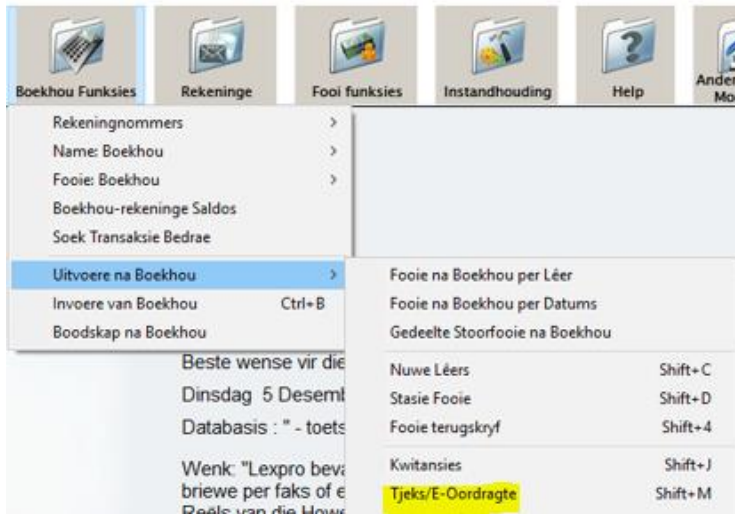 Boekhou Funksies
Rekeninge
Fooi funksies
Instandhouding
Help
Rekeningnommers
Name: Boekhou
Fooie: Boekhou
Boekhou-rekeninge Saldos
Soek Transaksie Bedrae
Uitvoere na Boekhou
Invoere van Boekhou Ctrl+B
Boodskap na Boekhou
Fooie na Boekhou per Lêer
Fooie na Boekhou per Datums
Gedeelte Stoorfooie na Boekhou
Nuwe Lêers Shift+C
Stasie Fooie Shift+D
Fooie terugskryf Shift+4
Kwitansies Shift+J
Tjeks/E-Oordragte Shift+M
Beste wense vir die
Dinsdag 5 Desemb
Databasis : " - toets
Wenk: "Lexpro beva
briewe per faks of e
Reëls van die Howe